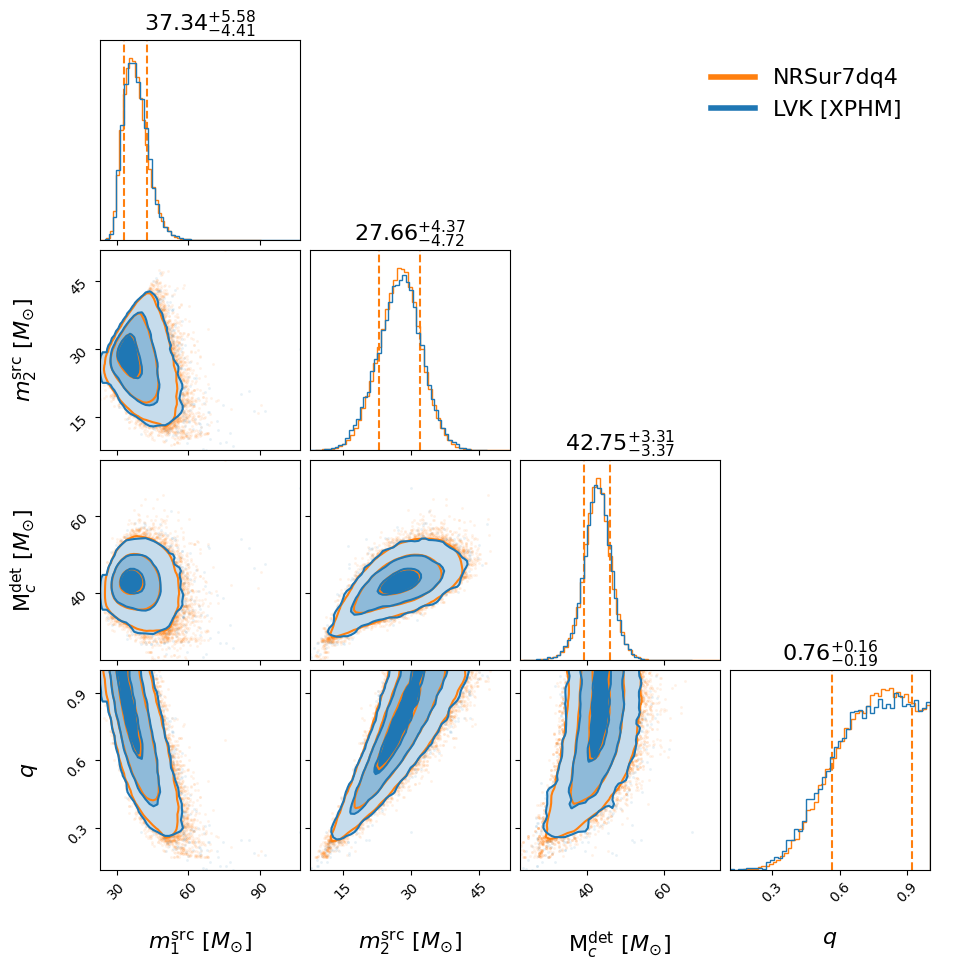 37.34^{+5.58}_{-4.41}
NRSur7dq4
LVK [XPHM]
27.66^{+4.37}_{-4.72}
45
30
15
m_2^{src} [M_⊙]
42.75^{+3.31}_{-3.37}
60
40
M_c^{det} [M_⊙]
0.76^{+0.16}_{-0.19}
0.9
0.6
0.3
q
30 60 90
15 30 45
40 60
0.3 0.6 0.9
m_1^{src} [M_⊙]
m_2^{src} [M_⊙]
M_c^{det} [M_⊙]
q